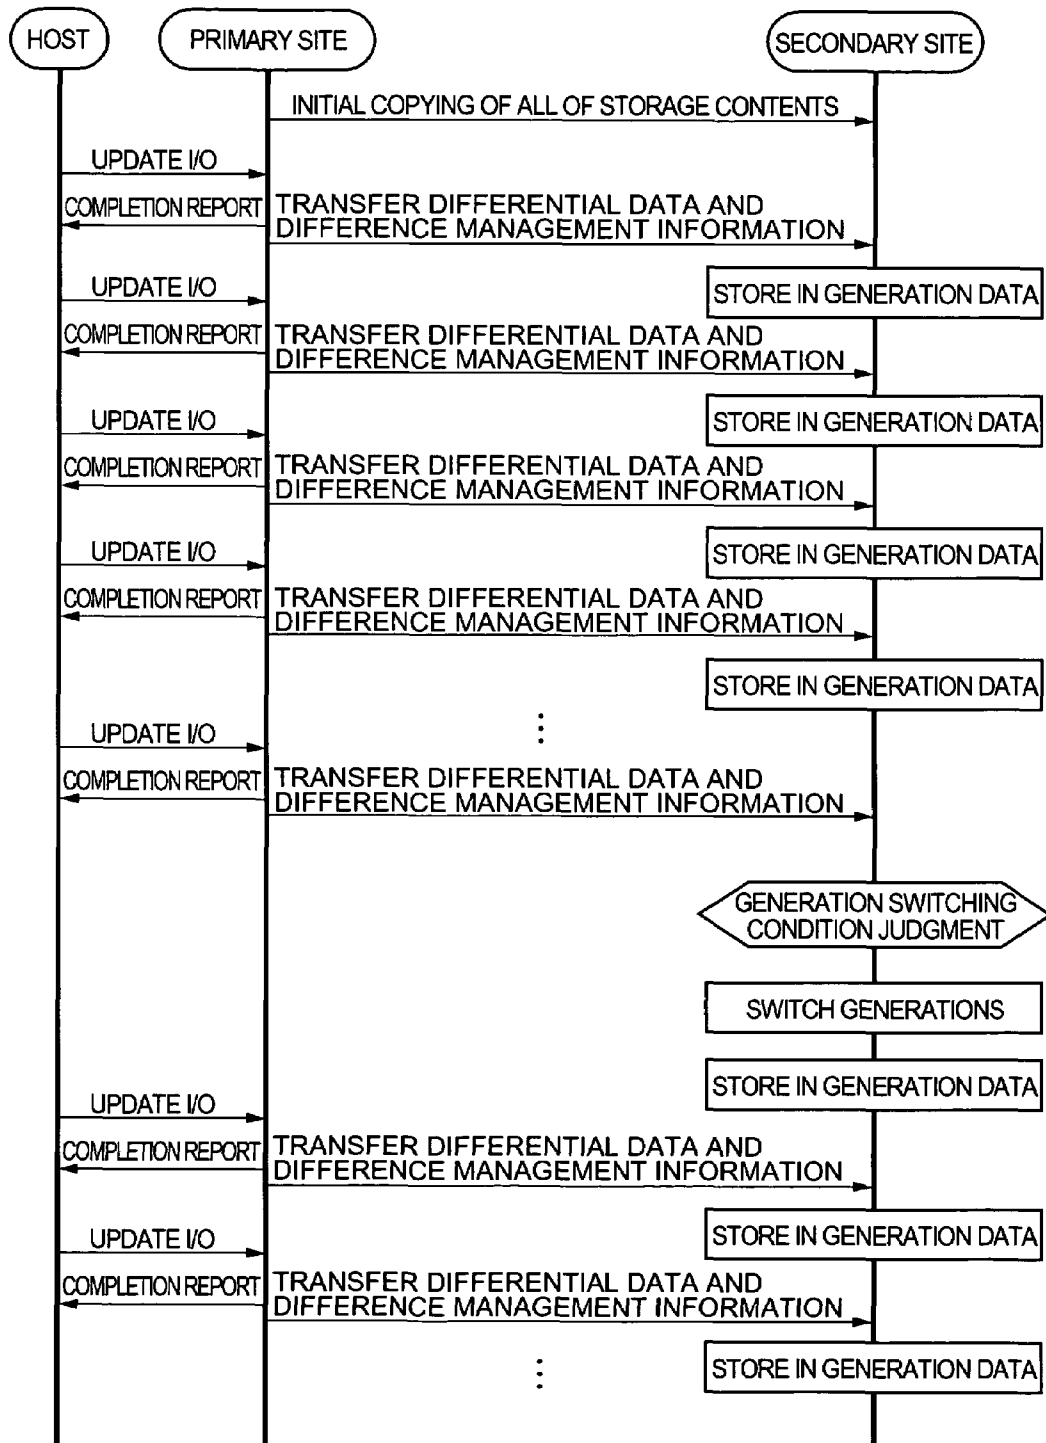 HOST
PRIMARY SITE
SECONDARY SITE
INITIAL COPYING OF ALL OF STORAGE CONTENTS
UPDATE I/O
COMPLETION REPORT
TRANSFER DIFFERENTIAL DATA AND
DIFFERENCE MANAGEMENT INFORMATION
UPDATE I/O
STORE IN GENERATION DATA
COMPLETION REPORT
TRANSFER DIFFERENTIAL DATA AND
DIFFERENCE MANAGEMENT INFORMATION
UPDATE I/O
STORE IN GENERATION DATA
COMPLETION REPORT
TRANSFER DIFFERENTIAL DATA AND
DIFFERENCE MANAGEMENT INFORMATION
UPDATE I/O
STORE IN GENERATION DATA
COMPLETION REPORT
TRANSFER DIFFERENTIAL DATA AND
DIFFERENCE MANAGEMENT INFORMATION
STORE IN GENERATION DATA
UPDATE I/O
COMPLETION REPORT
TRANSFER DIFFERENTIAL DATA AND
DIFFERENCE MANAGEMENT INFORMATION
GENERATION SWITCHING
CONDITION JUDGMENT
SWITCH GENERATIONS
STORE IN GENERATION DATA
UPDATE I/O
COMPLETION REPORT
TRANSFER DIFFERENTIAL DATA AND
DIFFERENCE MANAGEMENT INFORMATION
STORE IN GENERATION DATA
UPDATE I/O
COMPLETION REPORT
TRANSFER DIFFERENTIAL DATA AND
DIFFERENCE MANAGEMENT INFORMATION
STORE IN GENERATION DATA